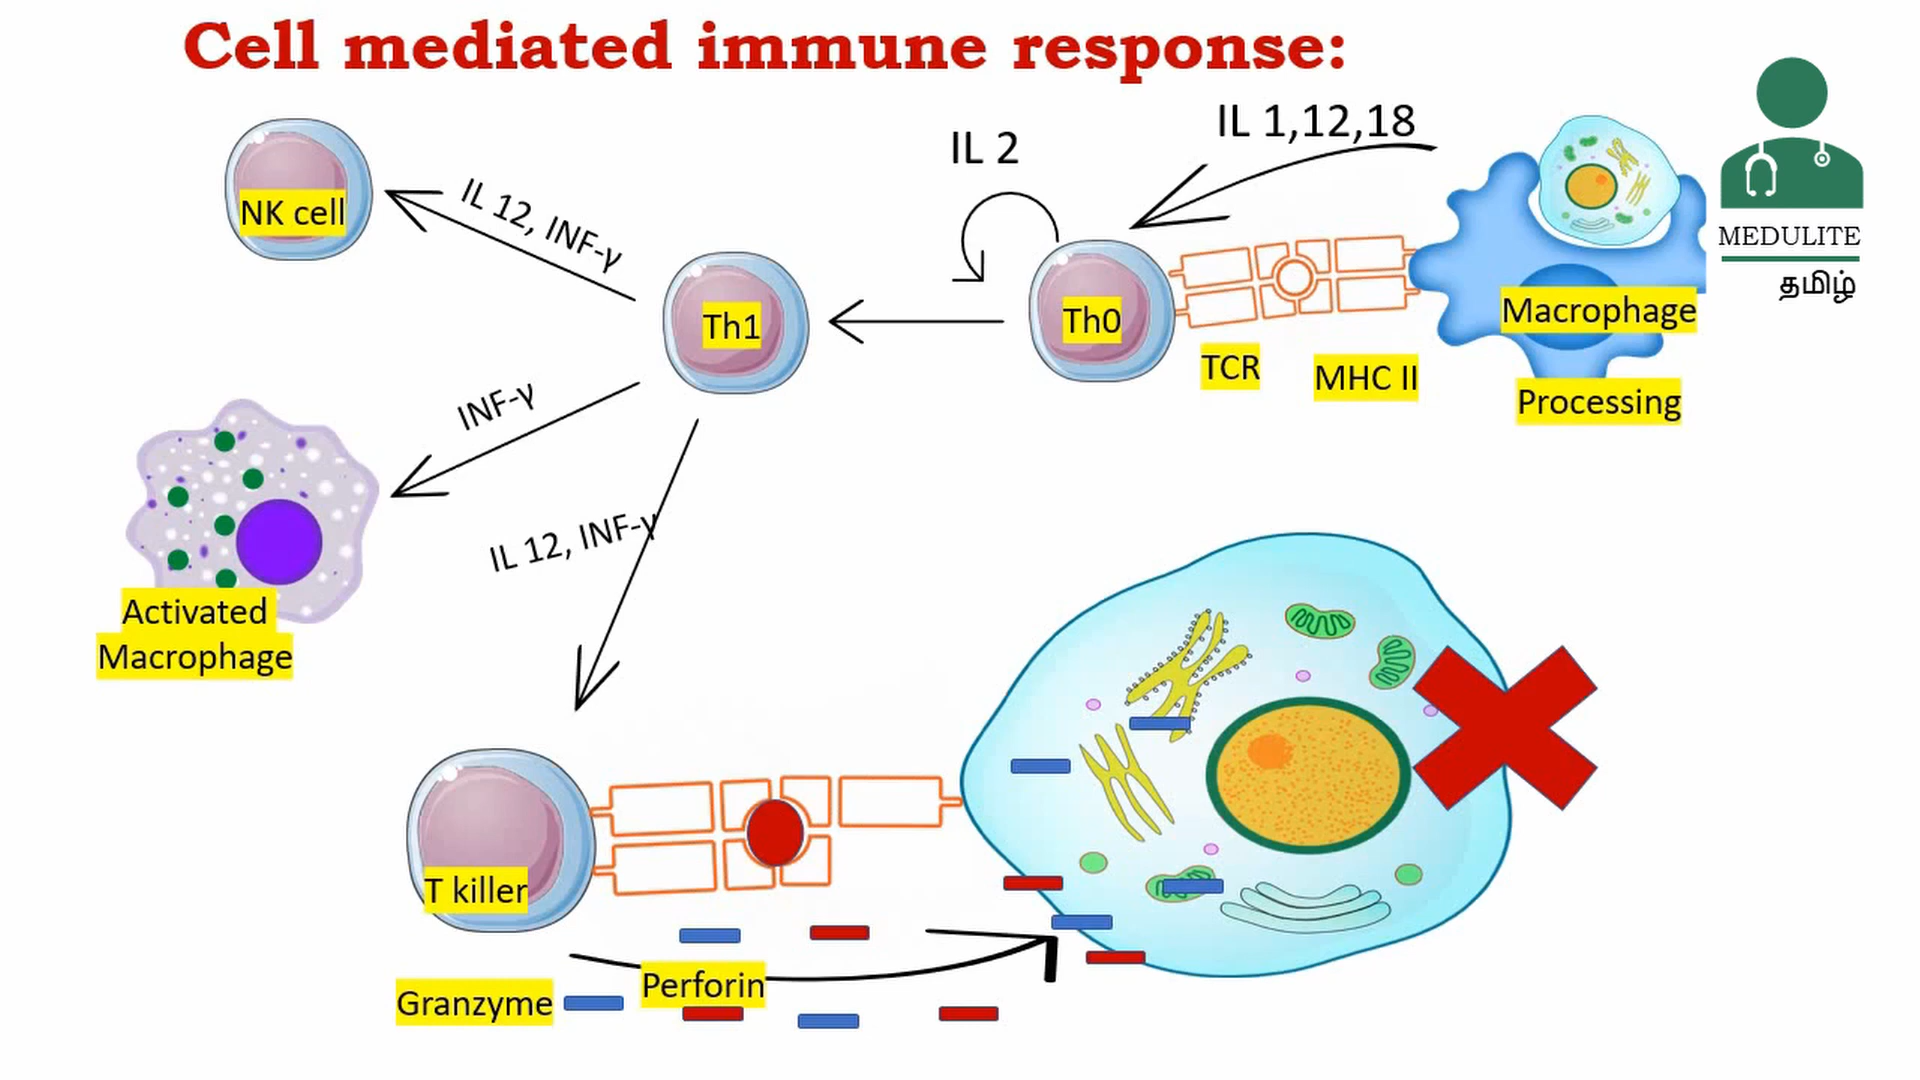 Cell mediated immune response:
IL 1,12,18
IL 2
NK cell
IL 12, INF-γ
Th1
Th0
TCR
MHC II
Macrophage
Processing
MEDULITE
தமிழ்
INF-γ
IL 12, INF-γ
Activated
Macrophage
T killer
Perforin
Granzyme